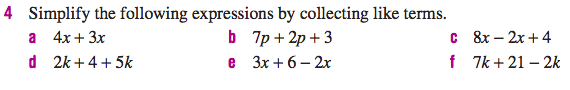 4 Simplify the following expressions by collecting like terms.
a 4x + 3x b 7p + 2p + 3 c 8x – 2x + 4
d 2k + 4 + 5k e 3x + 6 – 2x f 7k + 21 – 2k